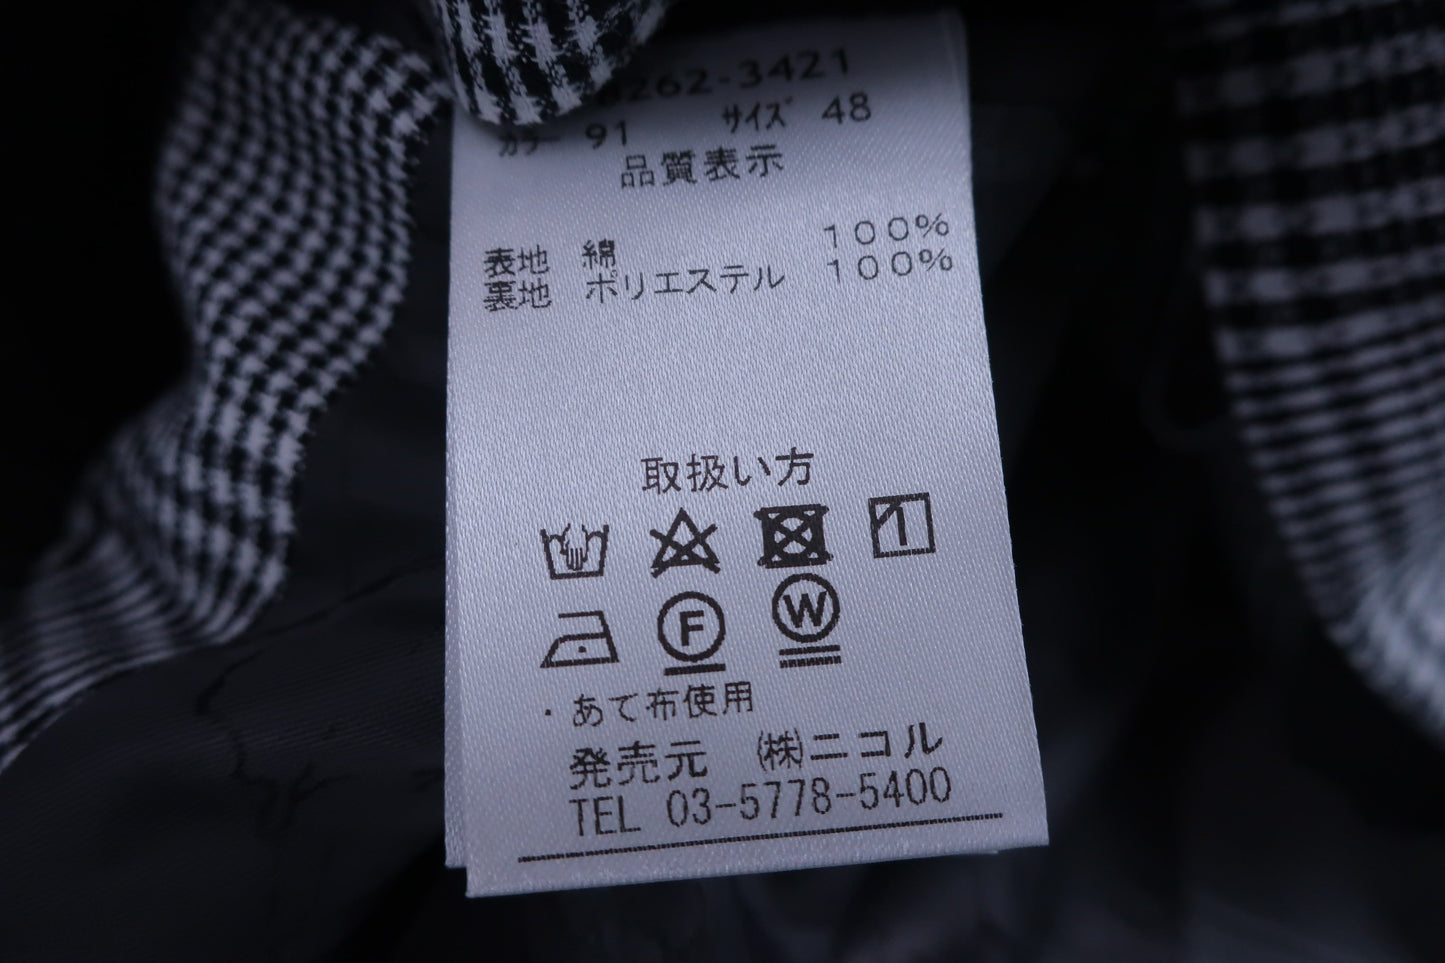 8262-3421
カラー 91 サイズ 48
品質表示
表地 綿 100%
裏地 ポリエステル 100%
取扱い方
F W
・あて布使用
発売元 ㈱ニコル
TEL 03-5778-5400